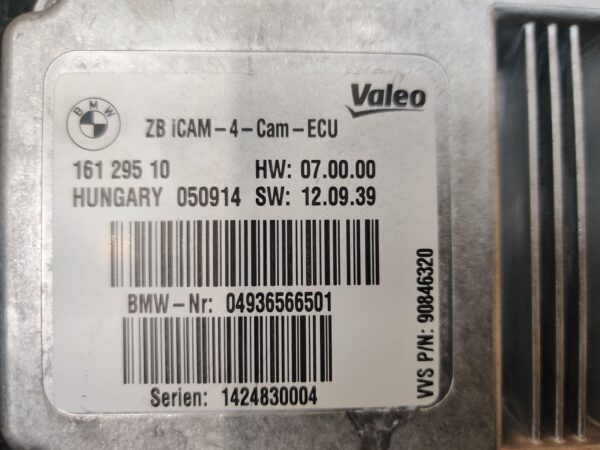 BMW
Valeo
ZB iCAM-4-Cam-ECU
161 295 10 HW: 07.00.00
HUNGARY 050914 SW: 12.09.39
BMW-Nr: 04936566501
Serien: 1424830004
VVS P/N: 90846320